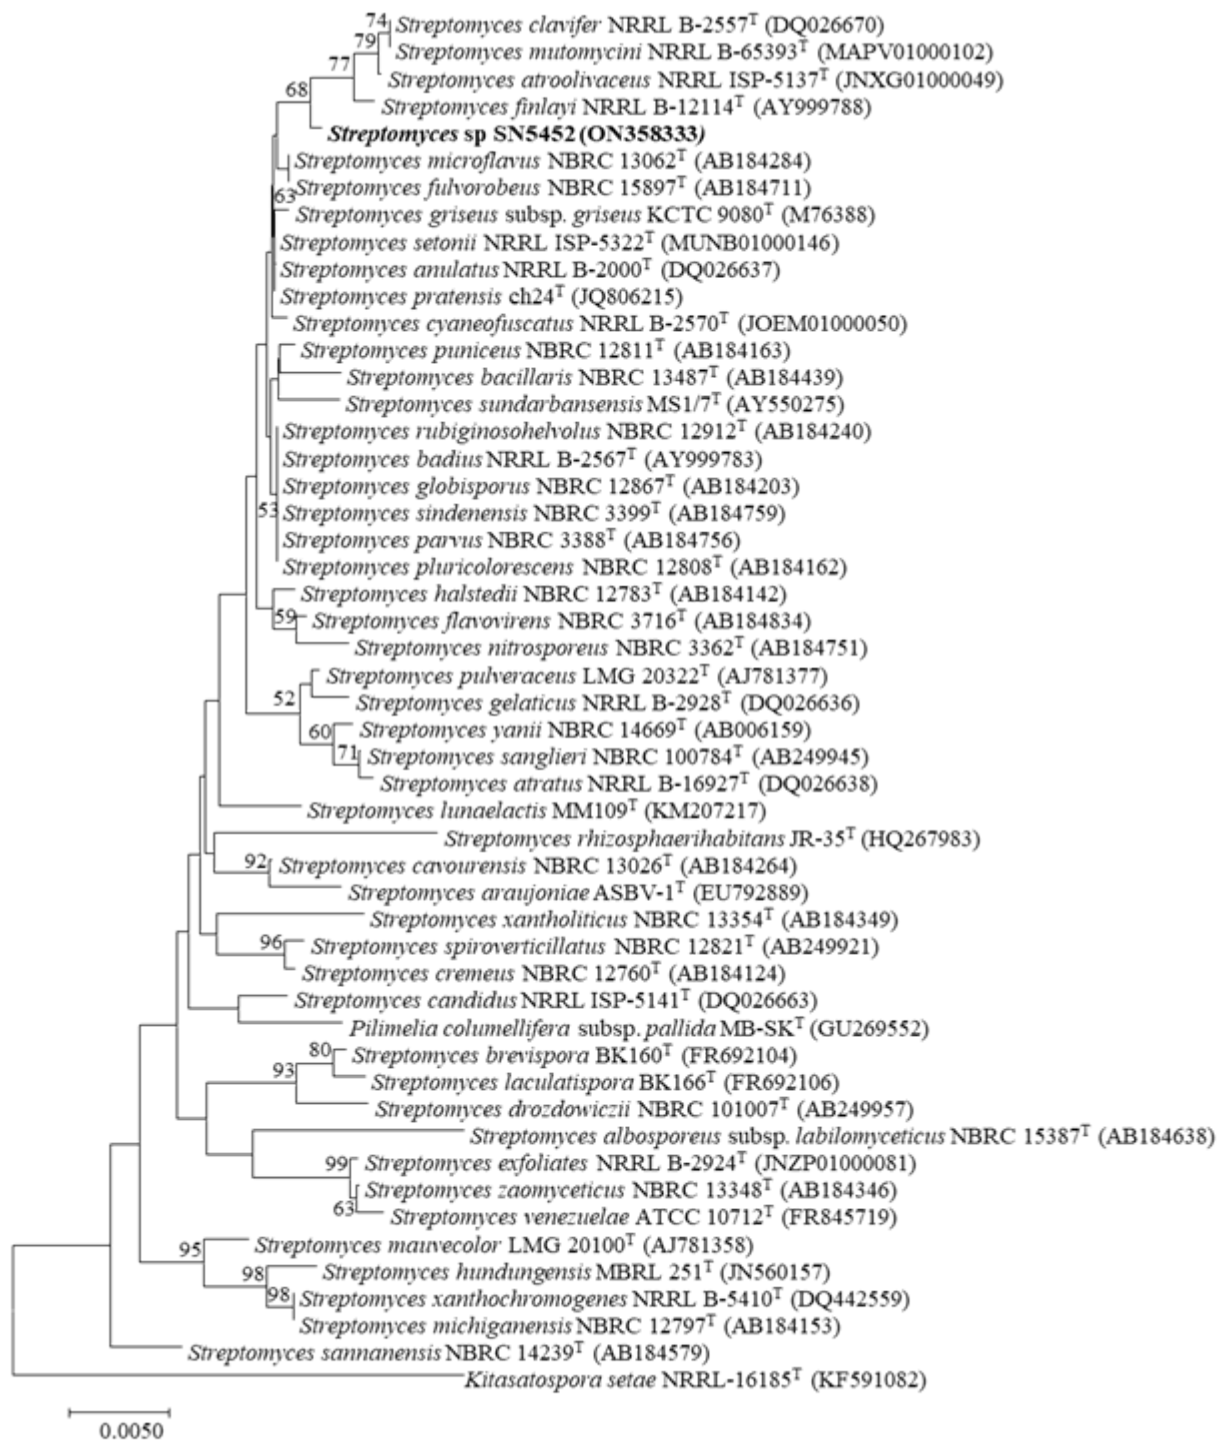 74
Streptomyces clavifer NRRL B-2557ᵀ (DQ026670)
79
Streptomyces mutomycini NRRL B-65393ᵀ (MAPV01000102)
77
Streptomyces atroolivaceus NRRL ISP-5137ᵀ (JNXG01000049)
68
Streptomyces finlayi NRRL B-12114ᵀ (AY999788)
Streptomyces sp SN5452 (ON358333)
Streptomyces microflavus NBRC 13062ᵀ (AB184284)
63
Streptomyces fulvorobeus NBRC 15897ᵀ (AB184711)
Streptomyces griseus subsp. griseus KCTC 9080ᵀ (M76388)
Streptomyces setonii NRRL ISP-5322ᵀ (MUNB01000146)
Streptomyces anulatus NRRL B-2000ᵀ (DQ026637)
Streptomyces pratensis ch24ᵀ (JQ806215)
Streptomyces cyaneofuscatus NRRL B-2570ᵀ (JOEM01000050)
Streptomyces puniceus NBRC 12811ᵀ (AB184163)
Streptomyces bacillaris NBRC 13487ᵀ (AB184439)
Streptomyces sundarbansensis MS1/7ᵀ (AY550275)
Streptomyces rubiginosohelvolus NBRC 12912ᵀ (AB184240)
Streptomyces badius NRRL B-2567ᵀ (AY999783)
Streptomyces globisporus NBRC 12867ᵀ (AB184203)
53
Streptomyces sindenensis NBRC 3399ᵀ (AB184759)
Streptomyces parvus NBRC 3388ᵀ (AB184756)
Streptomyces pluricolorescens NBRC 12808ᵀ (AB184162)
Streptomyces halstedii NBRC 12783ᵀ (AB184142)
59
Streptomyces flavovirens NBRC 3716ᵀ (AB184834)
Streptomyces nitrosporeus NBRC 3362ᵀ (AB184751)
Streptomyces pulveraceus LMG 20322ᵀ (AJ781377)
52
Streptomyces gelaticus NRRL B-2928ᵀ (DQ026636)
60
Streptomyces yanii NBRC 14669ᵀ (AB006159)
71
Streptomyces sanglieri NBRC 100784ᵀ (AB249945)
Streptomyces atratus NRRL B-16927ᵀ (DQ026638)
Streptomyces lunaelactis MM109ᵀ (KM207217)
Streptomyces rhizosphaerihabitans JR-35ᵀ (HQ267983)
92
Streptomyces cavourensis NBRC 13026ᵀ (AB184264)
Streptomyces araujoniae ASBV-1ᵀ (EU792889)
Streptomyces xantholiticus NBRC 13354ᵀ (AB184349)
96
Streptomyces spiroverticillatus NBRC 12821ᵀ (AB249921)
Streptomyces cremeus NBRC 12760ᵀ (AB184124)
Streptomyces candidus NRRL ISP-5141ᵀ (DQ026663)
Pilimelia columellifera subsp. pallida MB-SKᵀ (GU269552)
80
Streptomyces brevispora BK160ᵀ (FR692104)
93
Streptomyces laculatispora BK166ᵀ (FR692106)
Streptomyces drozdowiczii NBRC 101007ᵀ (AB249957)
Streptomyces albosporeus subsp. labilomyceticus NBRC 15387ᵀ (AB184638)
99
Streptomyces exfoliates NRRL B-2924ᵀ (JNZP01000081)
Streptomyces zaomyceticus NBRC 13348ᵀ (AB184346)
63
Streptomyces venezuelae ATCC 10712ᵀ (FR845719)
95
Streptomyces mauvecolor LMG 20100ᵀ (AJ781358)
98
Streptomyces hundungensis MBRL 251ᵀ (JN560157)
98
Streptomyces xanthochromogenes NRRL B-5410ᵀ (DQ442559)
Streptomyces michiganensis NBRC 12797ᵀ (AB184153)
Streptomyces sannanensis NBRC 14239ᵀ (AB184579)
Kitasatospora setae NRRL-16185ᵀ (KF591082)
0.0050